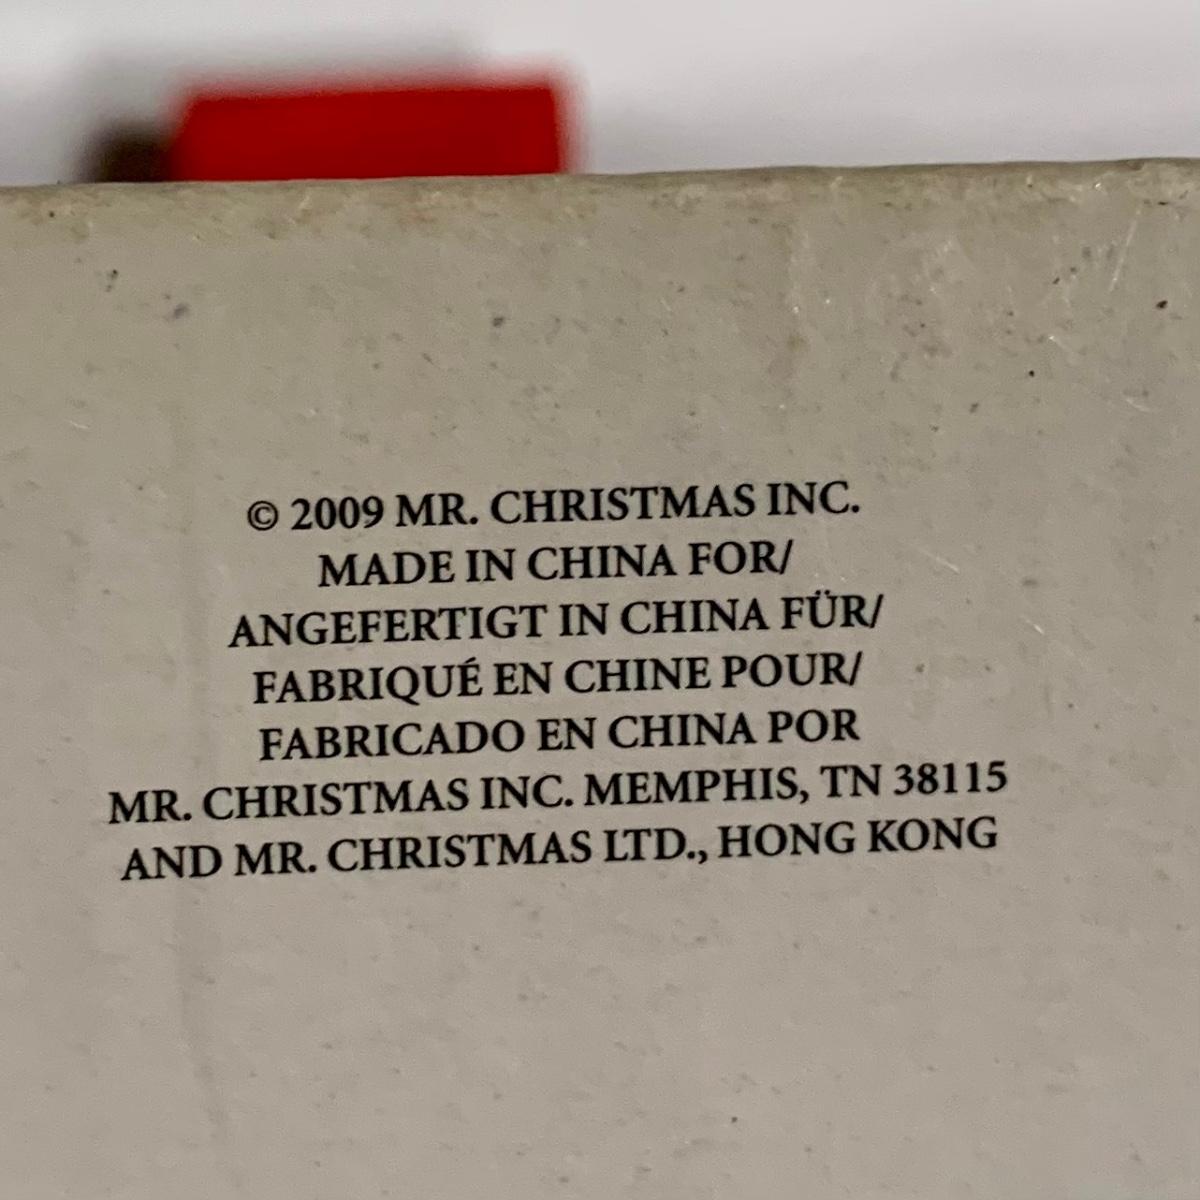 © 2009 MR. CHRISTMAS INC.
MADE IN CHINA FOR/
ANGEFERTIGT IN CHINA FÜR/
FABRIQUÉ EN CHINE POUR/
FABRICADO EN CHINA POR
MR. CHRISTMAS INC. MEMPHIS, TN 38115
AND MR. CHRISTMAS LTD., HONG KONG